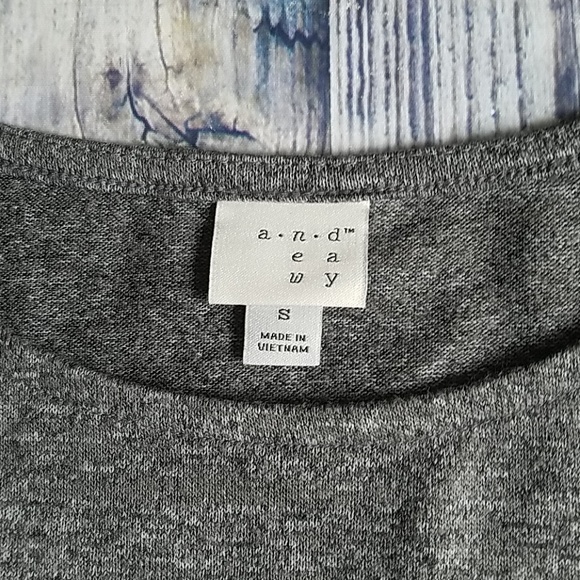 a·n·d™
e a
w y
S
MADE IN
VIETNAM